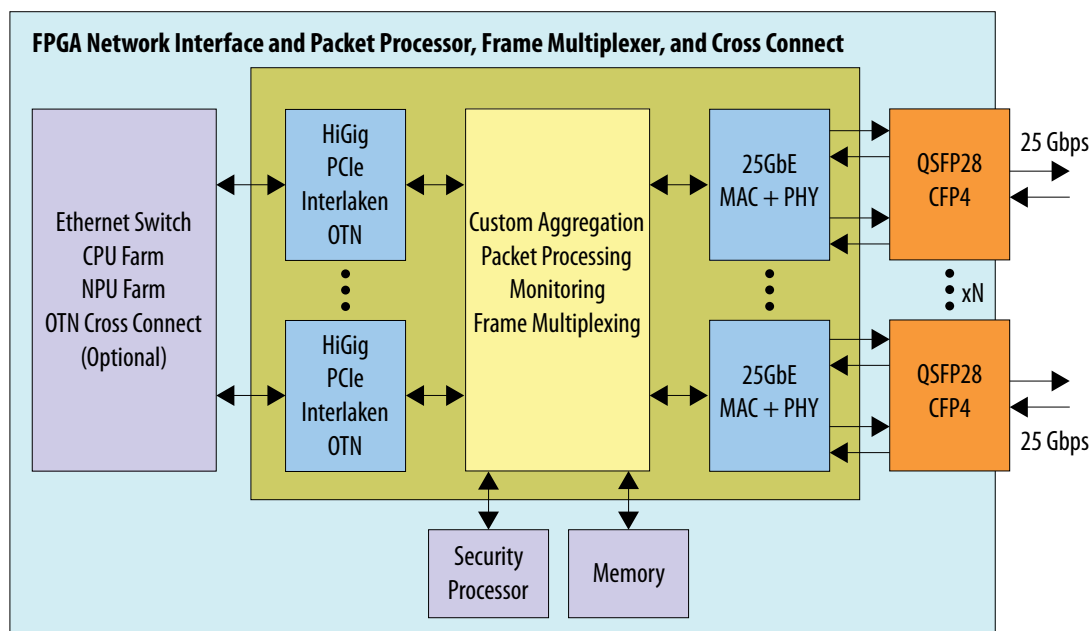 FPGA Network Interface and Packet Processor, Frame Multiplexer, and Cross Connect
Ethernet Switch
CPU Farm
NPU Farm
OTN Cross Connect
(Optional)
HiGig
PCIe
Interlaken
OTN
HiGig
PCIe
Interlaken
OTN
Custom Aggregation
Packet Processing
Monitoring
Frame Multiplexing
25GbE
MAC + PHY
25GbE
MAC + PHY
QSFP28
CFP4
25 Gbps
xN
QSFP28
CFP4
25 Gbps
Security
Processor
Memory